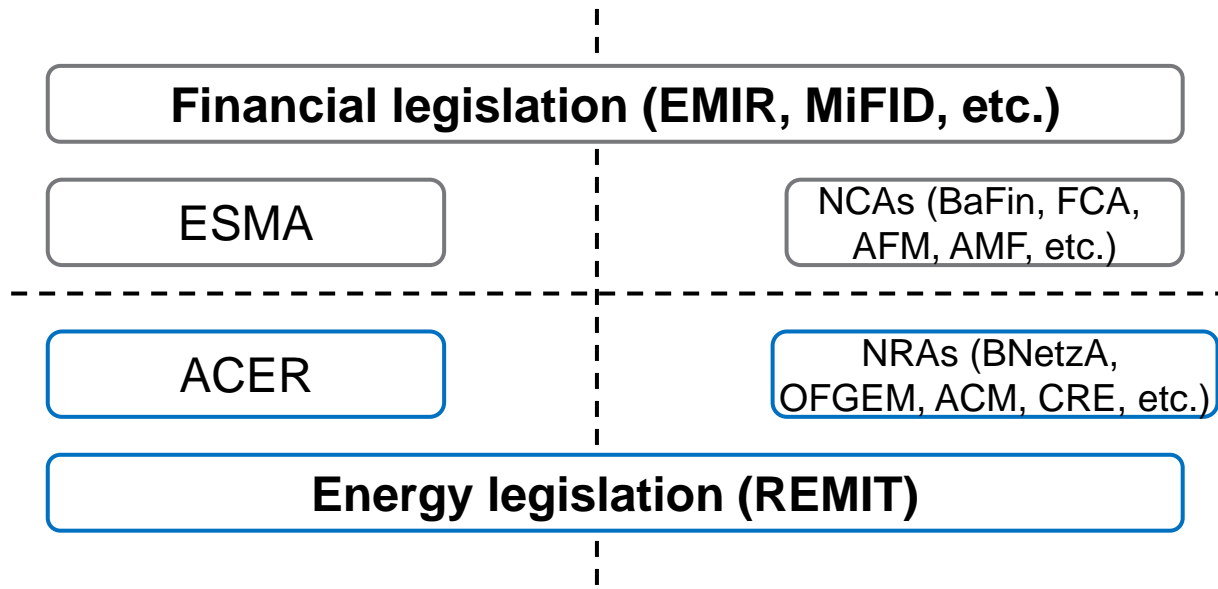 Financial legislation (EMIR, MiFID, etc.)
ESMA
NCAs (BaFin, FCA,
AFM, AMF, etc.)
ACER
NRAs (BNetzA,
OFGEM, ACM, CRE, etc.)
Energy legislation (REMIT)